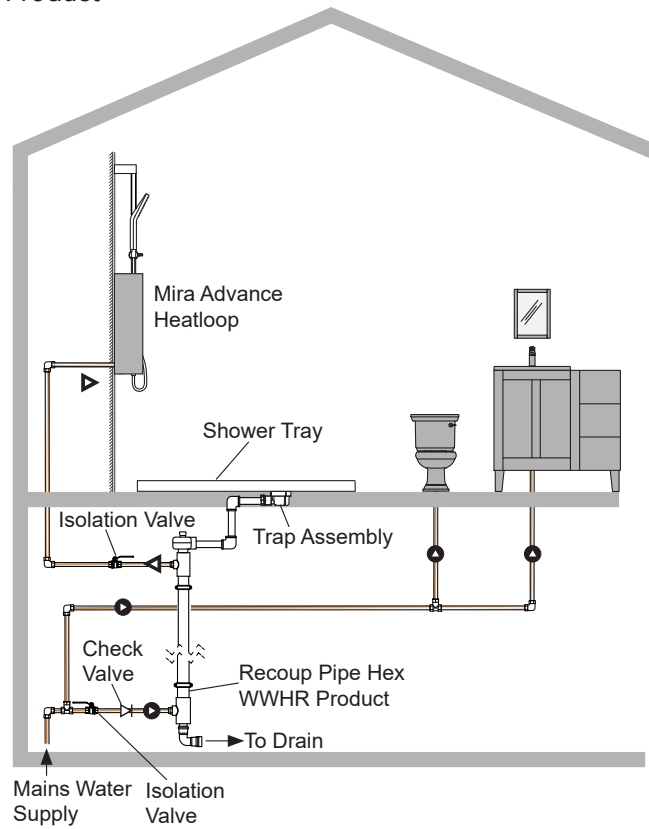 Product
Mira Advance
Heatloop
Shower Tray
Isolation Valve
Trap Assembly
Check
Valve
Recoup Pipe Hex
WWHR Product
To Drain
Mains Water
Supply
Isolation
Valve